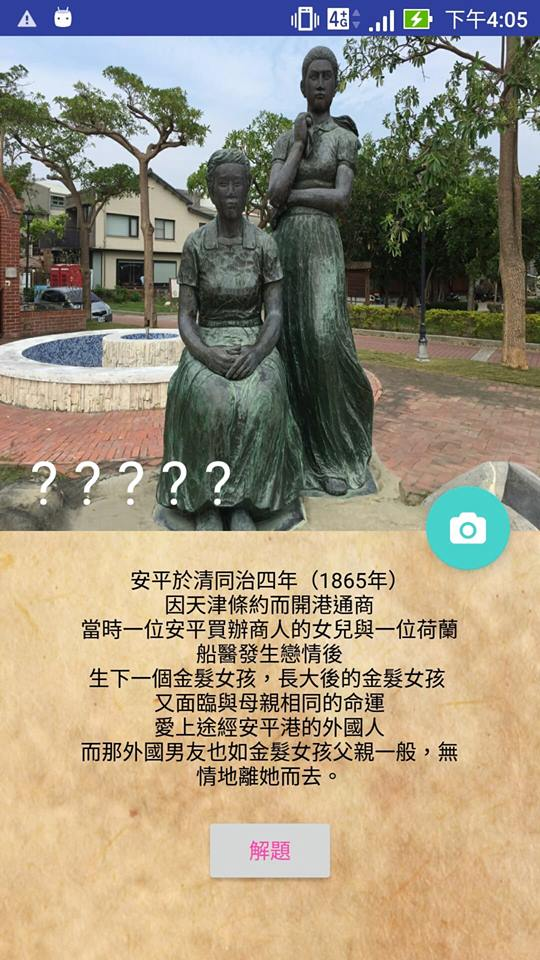 4G 下午4:05
?????
安平於清同治四年（1865年）
因天津條約而開港通商
當時一位安平買辦商人的女兒與一位荷蘭
船醫發生戀情後
生下一個金髮女孩，長大後的金髮女孩
又面臨與母親相同的命運
愛上途經安平港的外國人
而那外國男友也如金髮女孩父親一般，無
情地離她而去。
解題